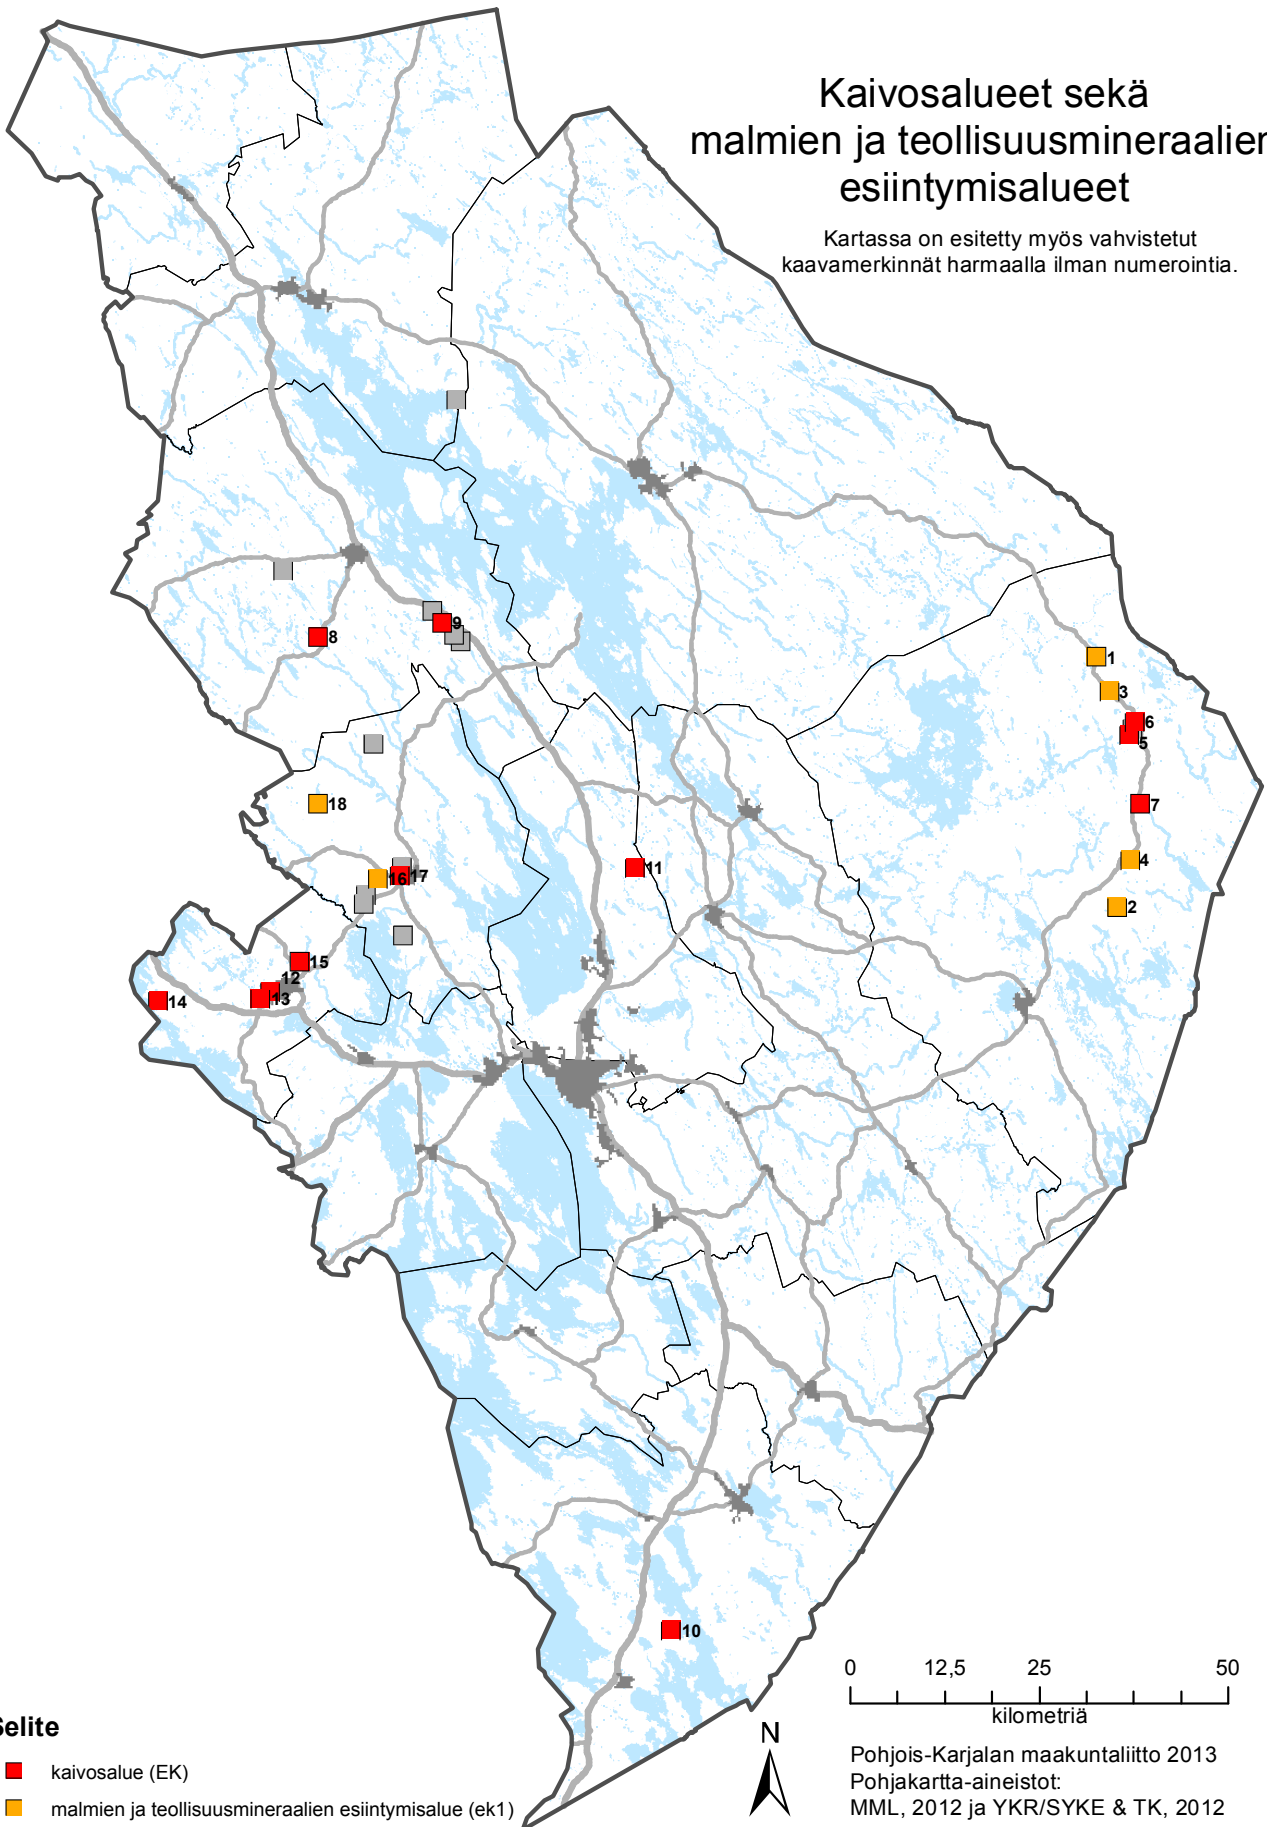 Kaivosalueet sekä
malmien ja teollisuusmineraalien
esiintymisalueet
Kartassa on esitetty myös vahvistetut
kaavamerkinnät harmaalla ilman numerointia.
1
3
6
5
7
4
2
8
9
18
16
17
11
15
12
13
14
10
0 12,5 25 50
kilometriä
N
Pohjois-Karjalan maakuntaliitto 2013
Pohjakartta-aineistot:
MML, 2012 ja YKR/SYKE & TK, 2012
Selite
kaivosalue (EK)
malmien ja teollisuusmineraalien esiintymisalue (ek1)